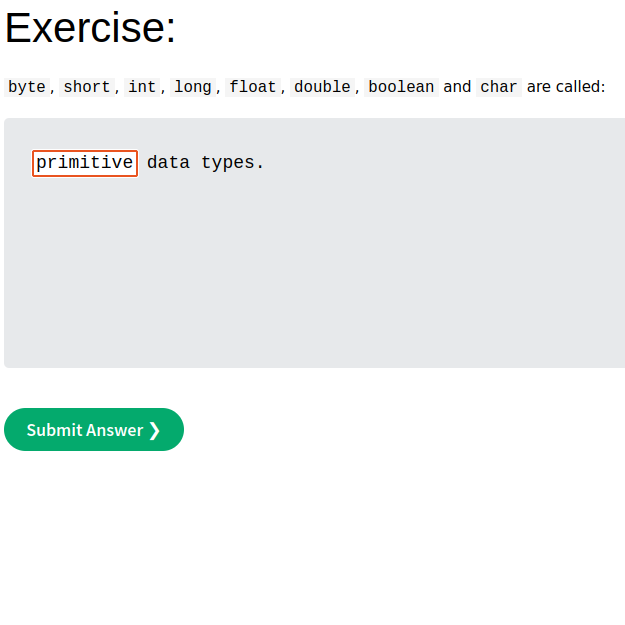 Exercise:
byte, short, int, long, float, double, boolean and char are called:
primitive data types.
Submit Answer ❯